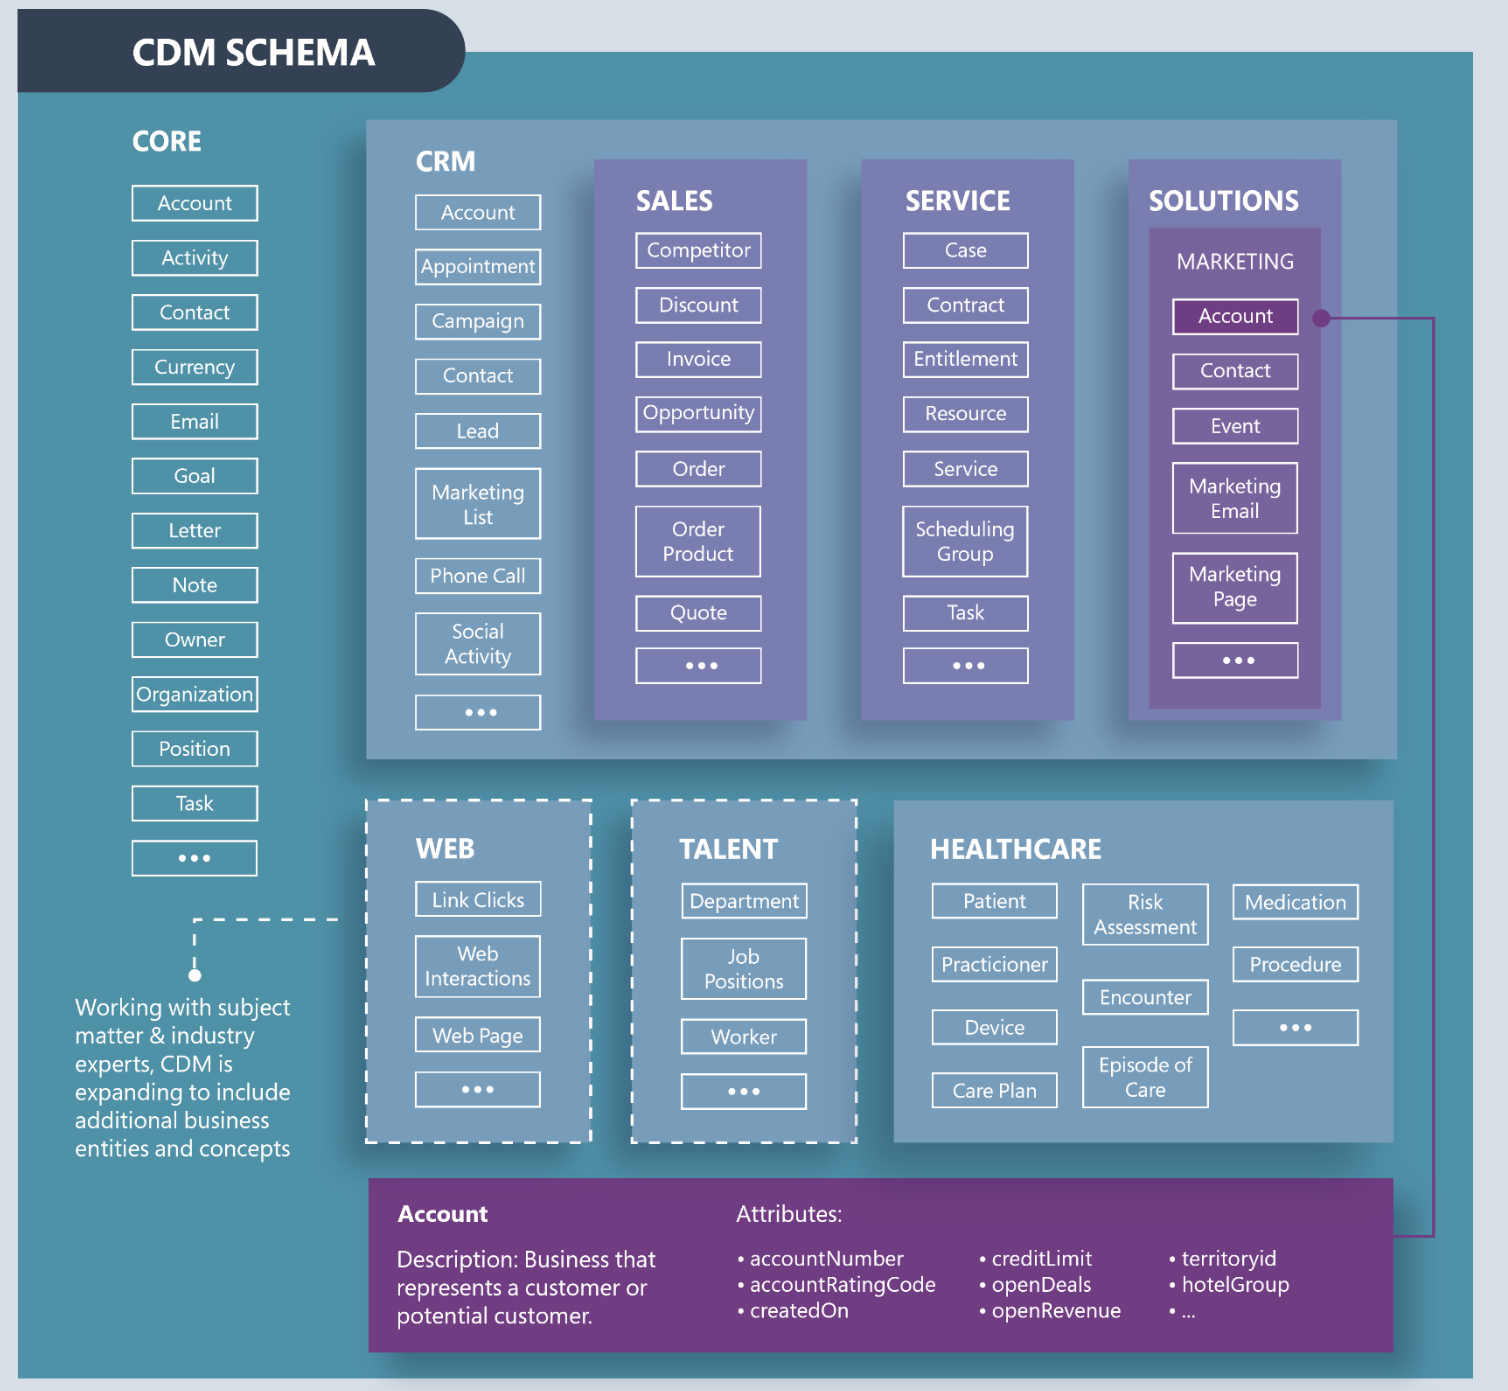 CDM SCHEMA
CORE
Account
Activity
Contact
Currency
Email
Goal
Letter
Note
Owner
Organization
Position
Task
•••
Working with subject
matter & industry
experts, CDM is
expanding to include
additional business
entities and concepts
CRM
Account
Appointment
Campaign
Contact
Lead
Marketing
List
Phone Call
Social
Activity
•••
SALES
Competitor
Discount
Invoice
Opportunity
Order
Order
Product
Quote
•••
SERVICE
Case
Contract
Entitlement
Resource
Service
Scheduling
Group
Task
•••
SOLUTIONS
MARKETING
Account
Contact
Event
Marketing
Email
Marketing
Page
•••
WEB
Link Clicks
Web
Interactions
Web Page
•••
TALENT
Department
Job
Positions
Worker
•••
HEALTHCARE
Patient
Practicioner
Device
Care Plan
Risk
Assessment
Encounter
Episode of
Care
Medication
Procedure
•••
Account
Description: Business that
represents a customer or
potential customer.
Attributes:
• accountNumber
• accountRatingCode
• createdOn
• creditLimit
• openDeals
• openRevenue
• territoryid
• hotelGroup
• ...